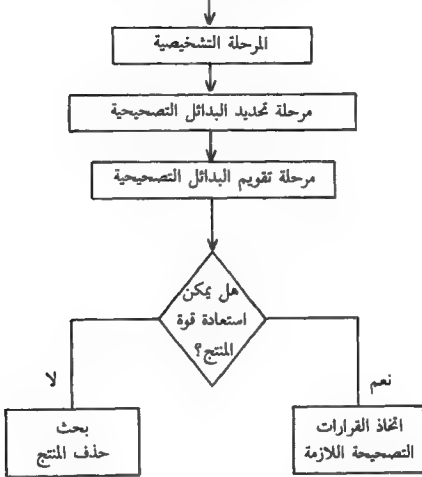 المرحلة التشخيصية
مرحلة تحديد البدائل التصحيحية
مرحلة تقويم البدائل التصحيحية
هل يمكن
استعادة قوة
المنتج؟
نعم
لا
اتخاذ القرارات
التصحيحة اللازمة
بحث
حذف المنتج